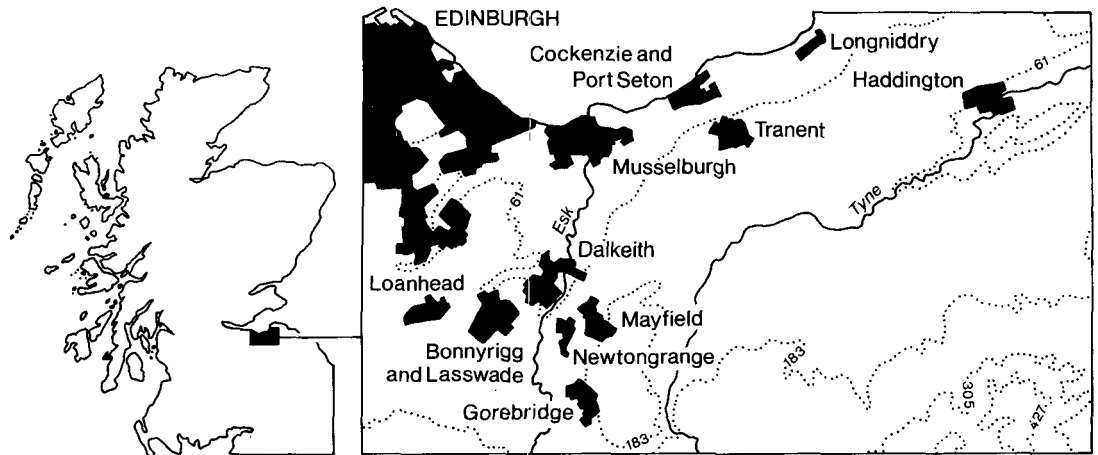 EDINBURGH
Cockenzie and
Port Seton
Longniddry
Haddington
61
Tranent
Musselburgh
61
Esk
Tyne
Dalkeith
Loanhead
Mayfield
Bonnyrigg
and Lasswade
Newtongrange
Gorebridge
183
183
305
427